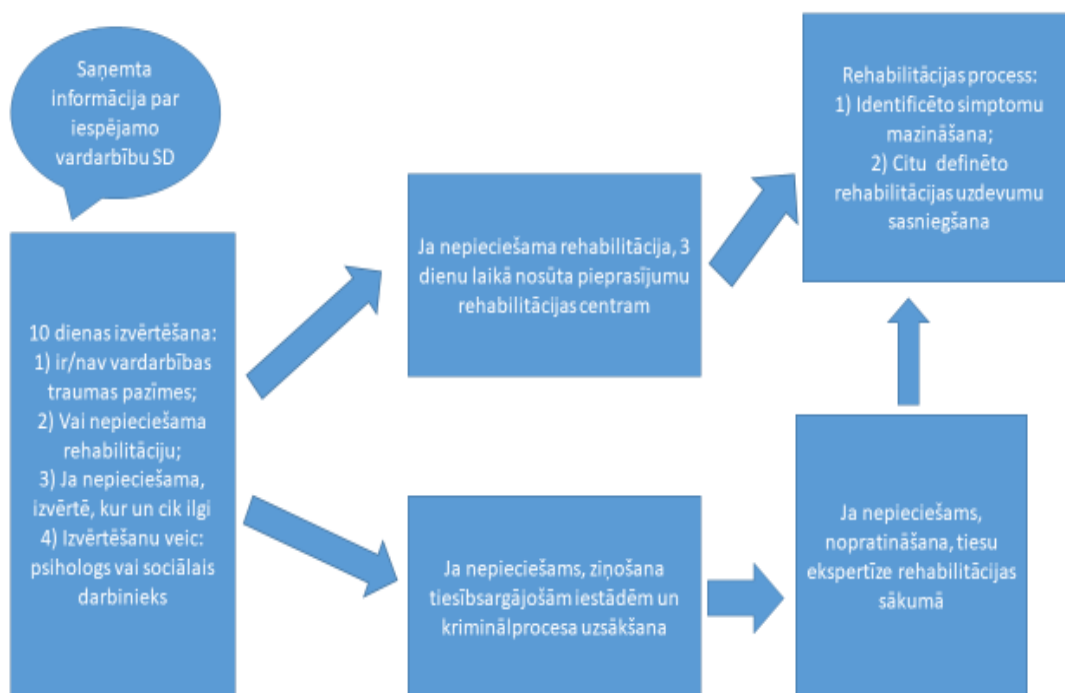 Saņemta
informācija par
iespējamo
vardarbību SD
10 dienas izvērtēšana:
1) ir/nav vardarbības
traumas pazīmes;
2) Vai nepieciešama
rehabilitāciju;
3) Ja nepieciešama,
izvērtē, kur un cik ilgi
4) Izvērtēšanu veic:
psihologs vai sociālais
darbinieks
Ja nepieciešama rehabilitācija, 3
dienu laikā nosūta pieprasījumu
rehabilitācijas centram
Ja nepieciešams, ziņošana
tiesībsargājošām iestādēm un
kriminālprocesa uzsākšana
Rehabilitācijas process:
1) Identificēto simptomu
mazināšana;
2) Citu definēto
rehabilitācijas uzdevumu
sasniegšana
Ja nepieciešams,
nopratināšana, tiesu
ekspertīze rehabilitācijas
sākumā